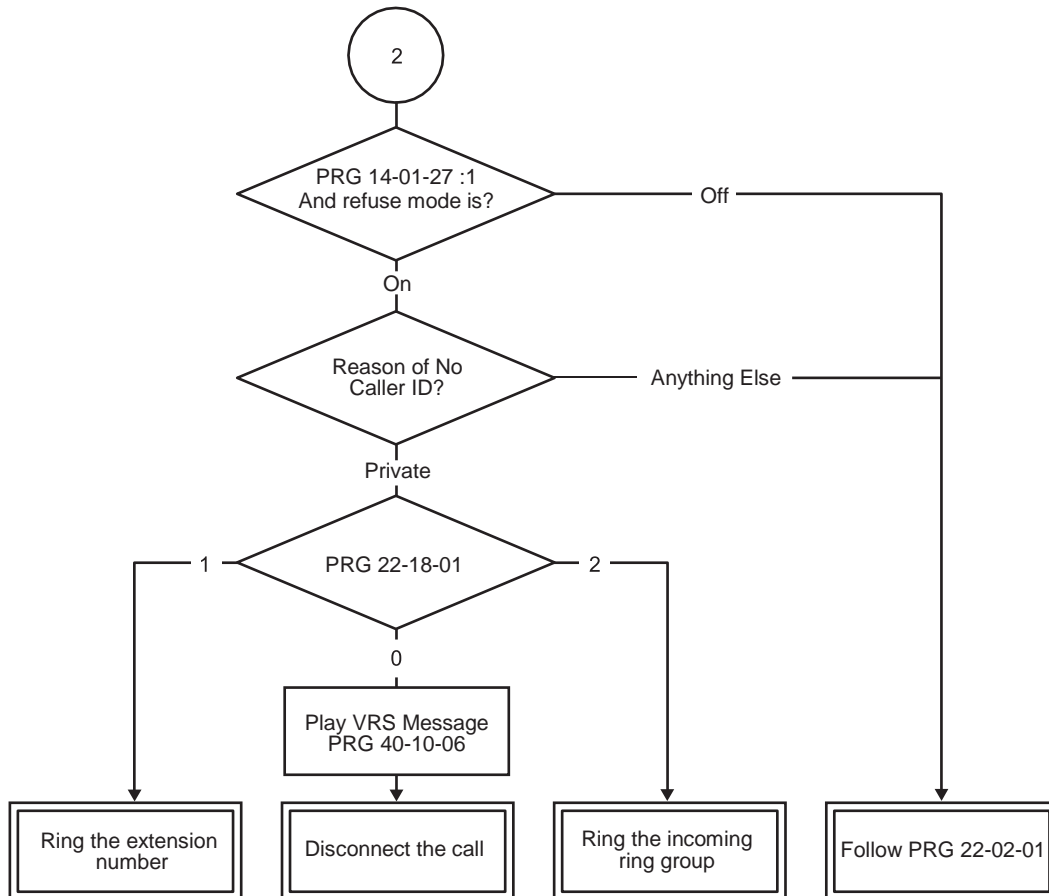 2
PRG 14-01-27 :1
And refuse mode is?
Off
On
Reason of No
Caller ID?
Anything Else
Private
1
PRG 22-18-01
2
0
Play VRS Message
PRG 40-10-06
Ring the extension
number
Disconnect the call
Ring the incoming
ring group
Follow PRG 22-02-01